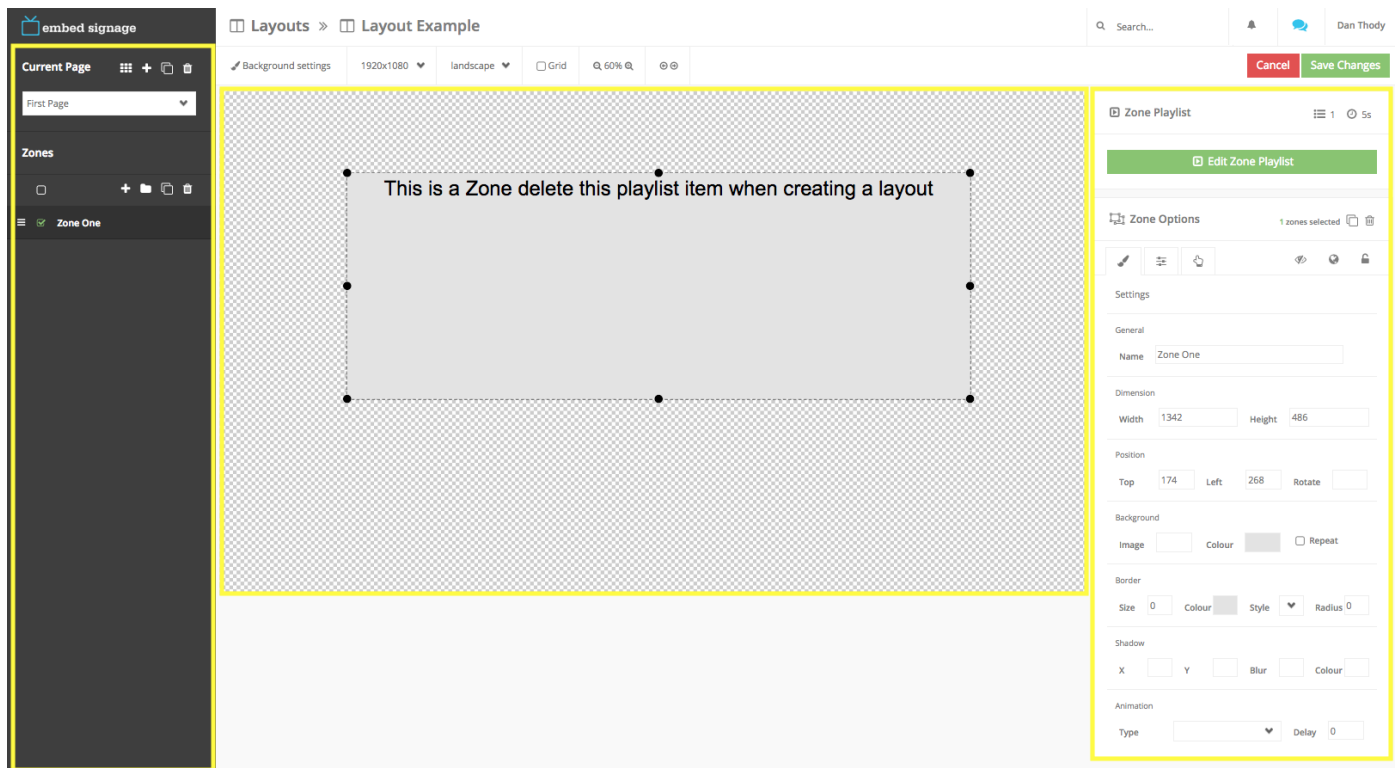 embed signage
Layouts » Layout Example
Search...
Dan Thody
Current Page
First Page
Zones
Zone One
Background settings 1920x1080 landscape Grid 60%
Cancel Save Changes
This is a Zone delete this playlist item when creating a layout
Zone Playlist 1 5s
Edit Zone Playlist
Zone Options 1 zones selected
Settings
General
Name Zone One
Dimension
Width 1342 Height 486
Position
Top 174 Left 268 Rotate
Background
Image Colour Repeat
Border
Size 0 Colour Style Radius 0
Shadow
X Y Blur Colour
Animation
Type Delay 0